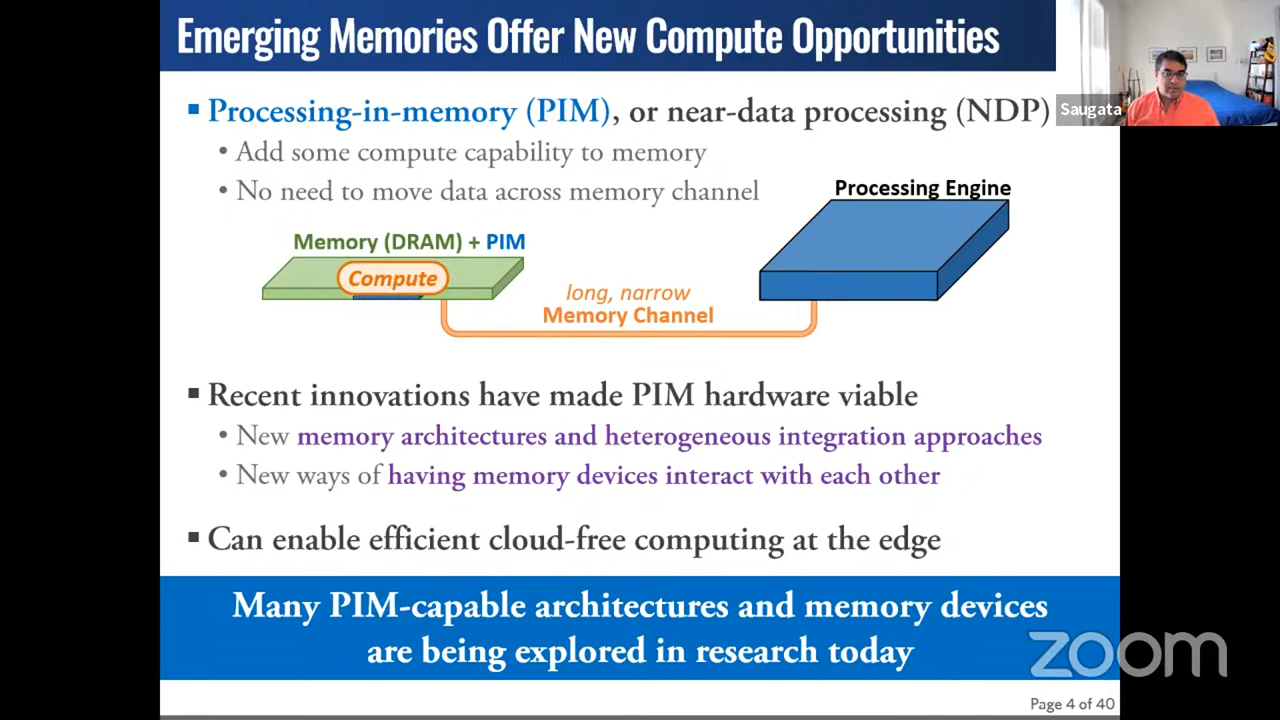 Emerging Memories Offer New Compute Opportunities
Saugata
▪ Processing-in-memory (PIM), or near-data processing (NDP)
• Add some compute capability to memory
• No need to move data across memory channel
Processing Engine
Memory (DRAM) + PIM
Compute
long, narrow
Memory Channel
▪ Recent innovations have made PIM hardware viable
• New memory architectures and heterogeneous integration approaches
• New ways of having memory devices interact with each other
▪ Can enable efficient cloud-free computing at the edge
Many PIM-capable architectures and memory devices
are being explored in research today
zoom
Page 4 of 40